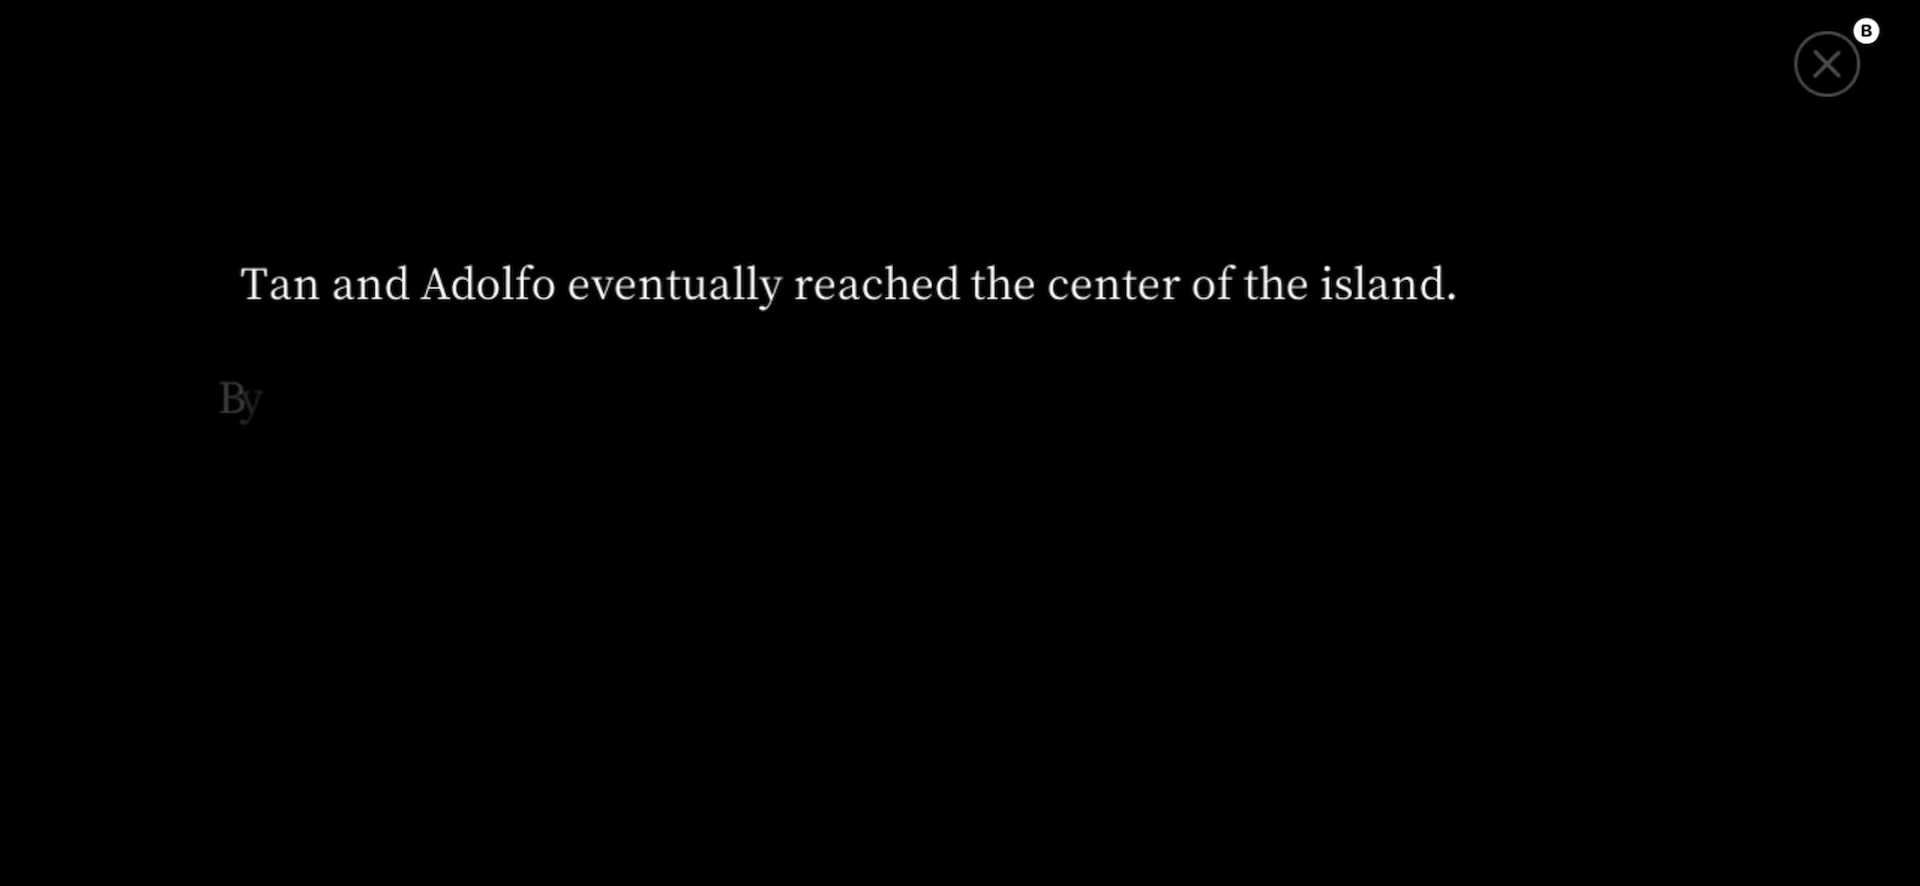 B
Tan and Adolfo eventually reached the center of the island.
By